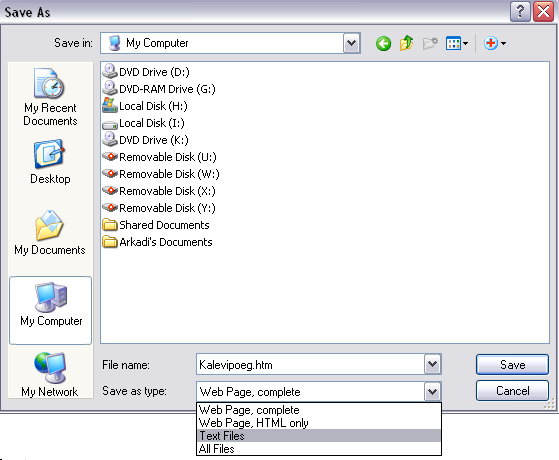 Save As
Save in:
My Computer
My Recent
Documents
Desktop
My Documents
My Computer
My Network
DVD Drive (D:)
DVD-RAM Drive (G:)
Local Disk (H:)
Local Disk (I:)
DVD Drive (K:)
Removable Disk (U:)
Removable Disk (W:)
Removable Disk (X:)
Removable Disk (Y:)
Shared Documents
Arkadi's Documents
File name:
Kalevipoeg.htm
Save
Save as type:
Web Page, complete
Cancel
Web Page, complete
Web Page, HTML only
Text Files
All Files